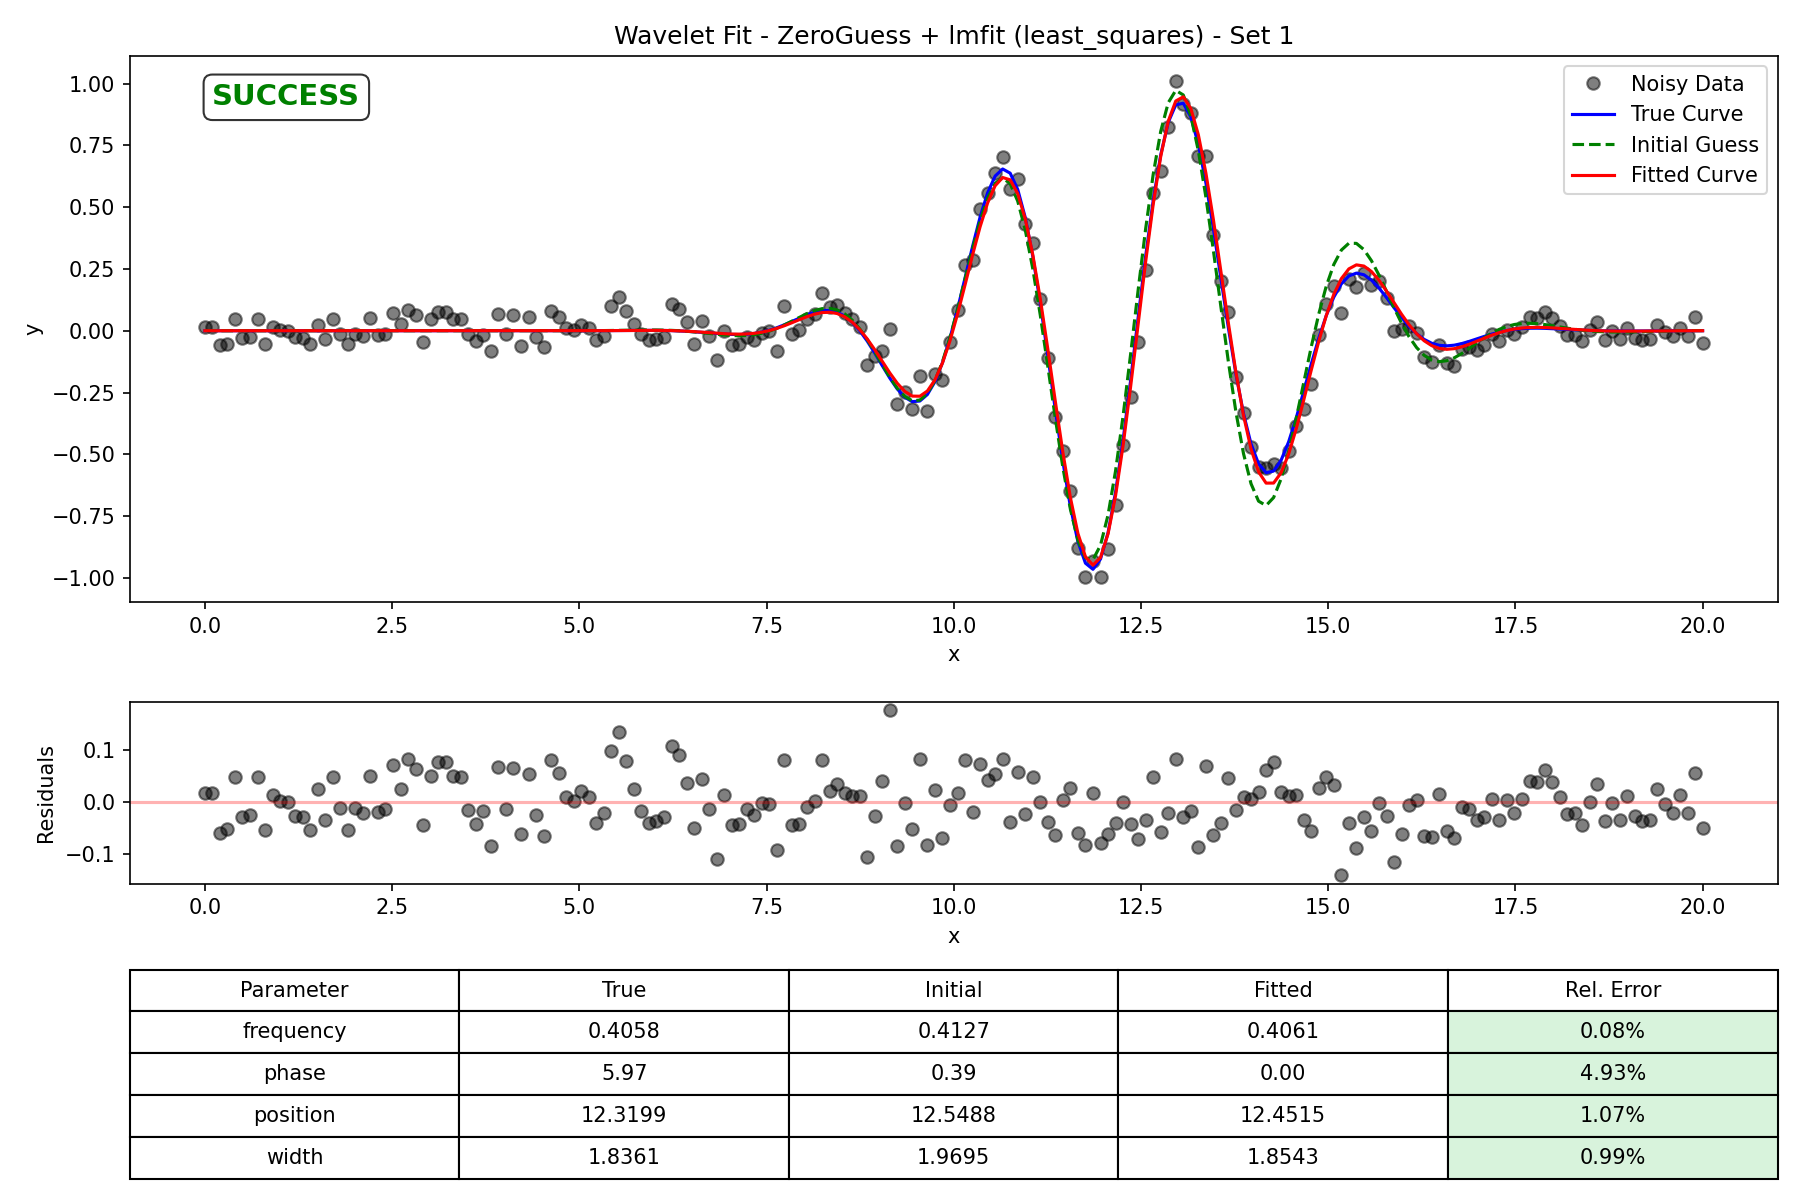 Wavelet Fit - ZeroGuess + lmfit (least_squares) - Set 1
SUCCESS
Noisy Data
True Curve
Initial Guess
Fitted Curve
1.00
0.75
0.50
0.25
0.00
−0.25
−0.50
−0.75
−1.00
y
0.0 2.5 5.0 7.5 10.0 12.5 15.0 17.5 20.0
x
0.1
0.0
−0.1
Residuals
0.0 2.5 5.0 7.5 10.0 12.5 15.0 17.5 20.0
x
Parameter True Initial Fitted Rel. Error
frequency 0.4058 0.4127 0.4061 0.08%
phase 5.97 0.39 0.00 4.93%
position 12.3199 12.5488 12.4515 1.07%
width 1.8361 1.9695 1.8543 0.99%